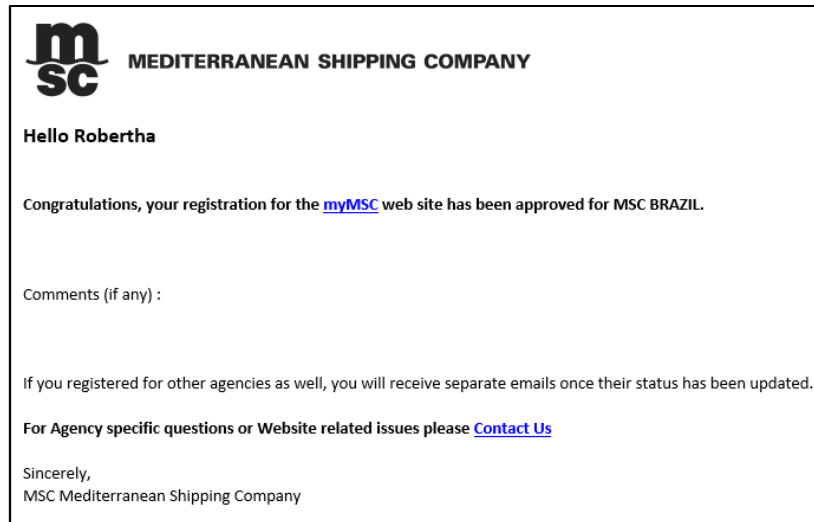 msc
MEDITERRANEAN SHIPPING COMPANY
Hello Robertha
Congratulations, your registration for the myMSC web site has been approved for MSC BRAZIL.
Comments (if any) :
If you registered for other agencies as well, you will receive separate emails once their status has been updated.
For Agency specific questions or Website related issues please Contact Us
Sincerely,
MSC Mediterranean Shipping Company